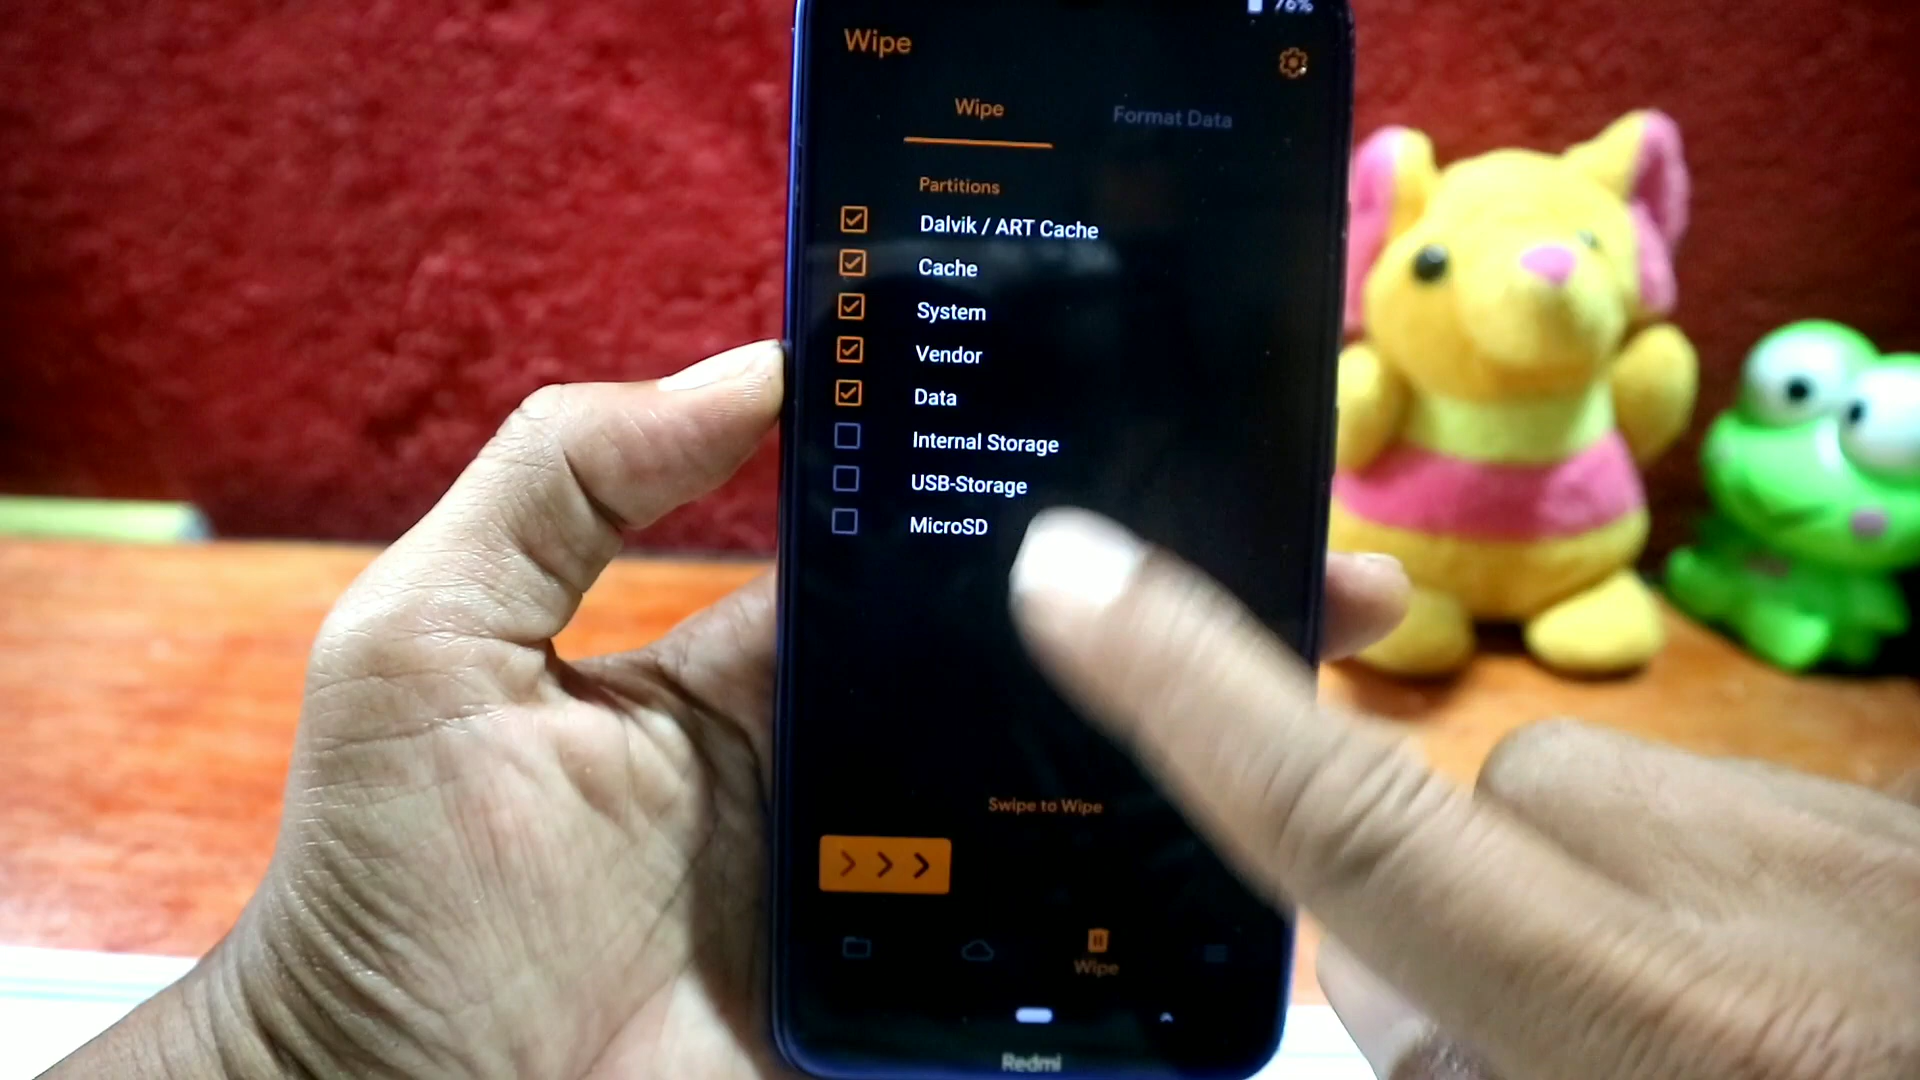 76%
Wipe
Wipe
Format Data
Partitions
Dalvik / ART Cache
Cache
System
Vendor
Data
Internal Storage
USB-Storage
MicroSD
Swipe to Wipe
Wipe
Redmi